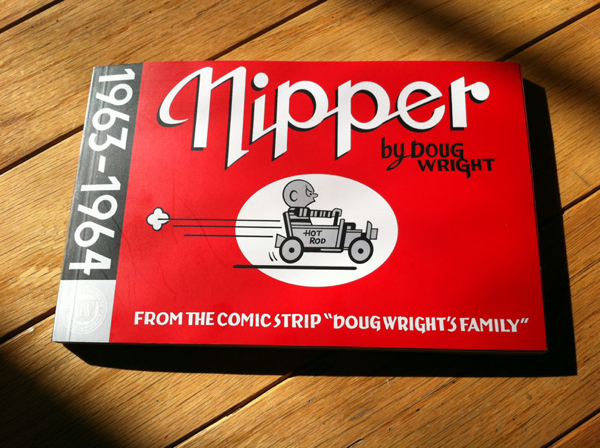 1963-1964
Nipper
by DOUG
WRIGHT
HOT
ROD
FROM THE COMIC STRIP "DOUG WRIGHT'S FAMILY"